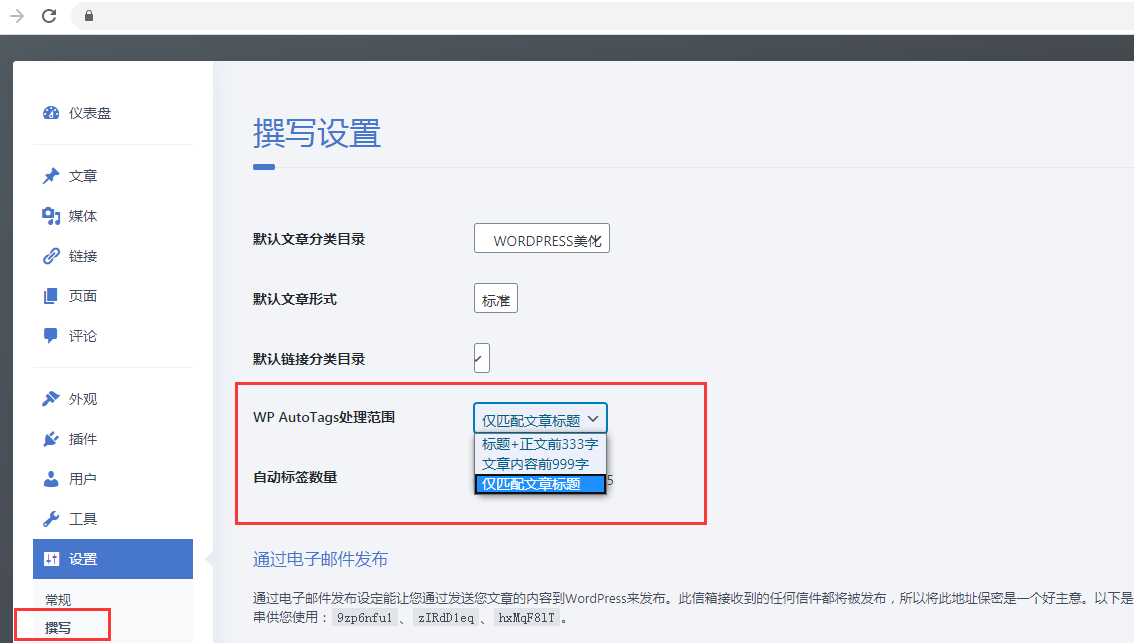 仪表盘
文章
媒体
链接
页面
评论
外观
插件
用户
工具
设置
常规
撰写
撰写设置
默认文章分类目录
WORDPRESS美化
默认文章形式
标准
默认链接分类目录
WP AutoTags处理范围
仅匹配文章标题
标题+正文前333字
文章内容前999字
仅匹配文章标题
自动标签数量
5
通过电子邮件发布
通过电子邮件发布设定能让您通过发送您文章的内容到WordPress来发布。此信箱接收到的任何信件都将被发布，所以将此地址保密是一个好主意。以下是
串供您使用： 9zp6nfu1 、 zIRdD1eq 、 hxMqF8lT 。